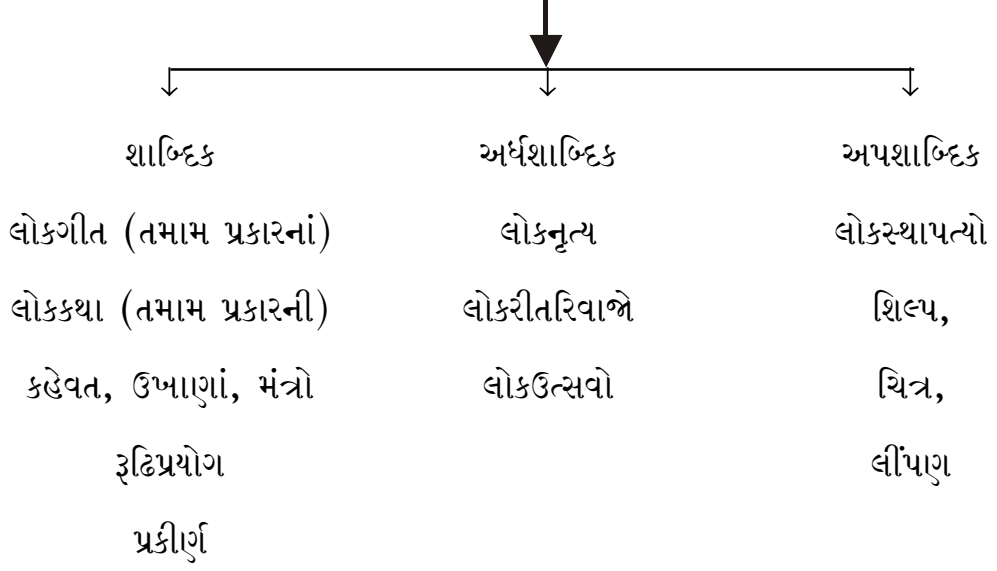 શાબ્દિક અર્ધશાબ્દિક અપશાબ્દિક
લોકગીત (તમામ પ્રકારનાં) લોકનૃત્ય લોકસ્થાપત્યો
લોકકથા (તમામ પ્રકારની) લોકરીતરિવાજો શિલ્પ,
કહેવત, ઉખાણાં, મંત્રો લોકઉત્સવો ચિત્ર,
રૂઢિપ્રયોગ લીંપણ
પ્રકીર્ણ